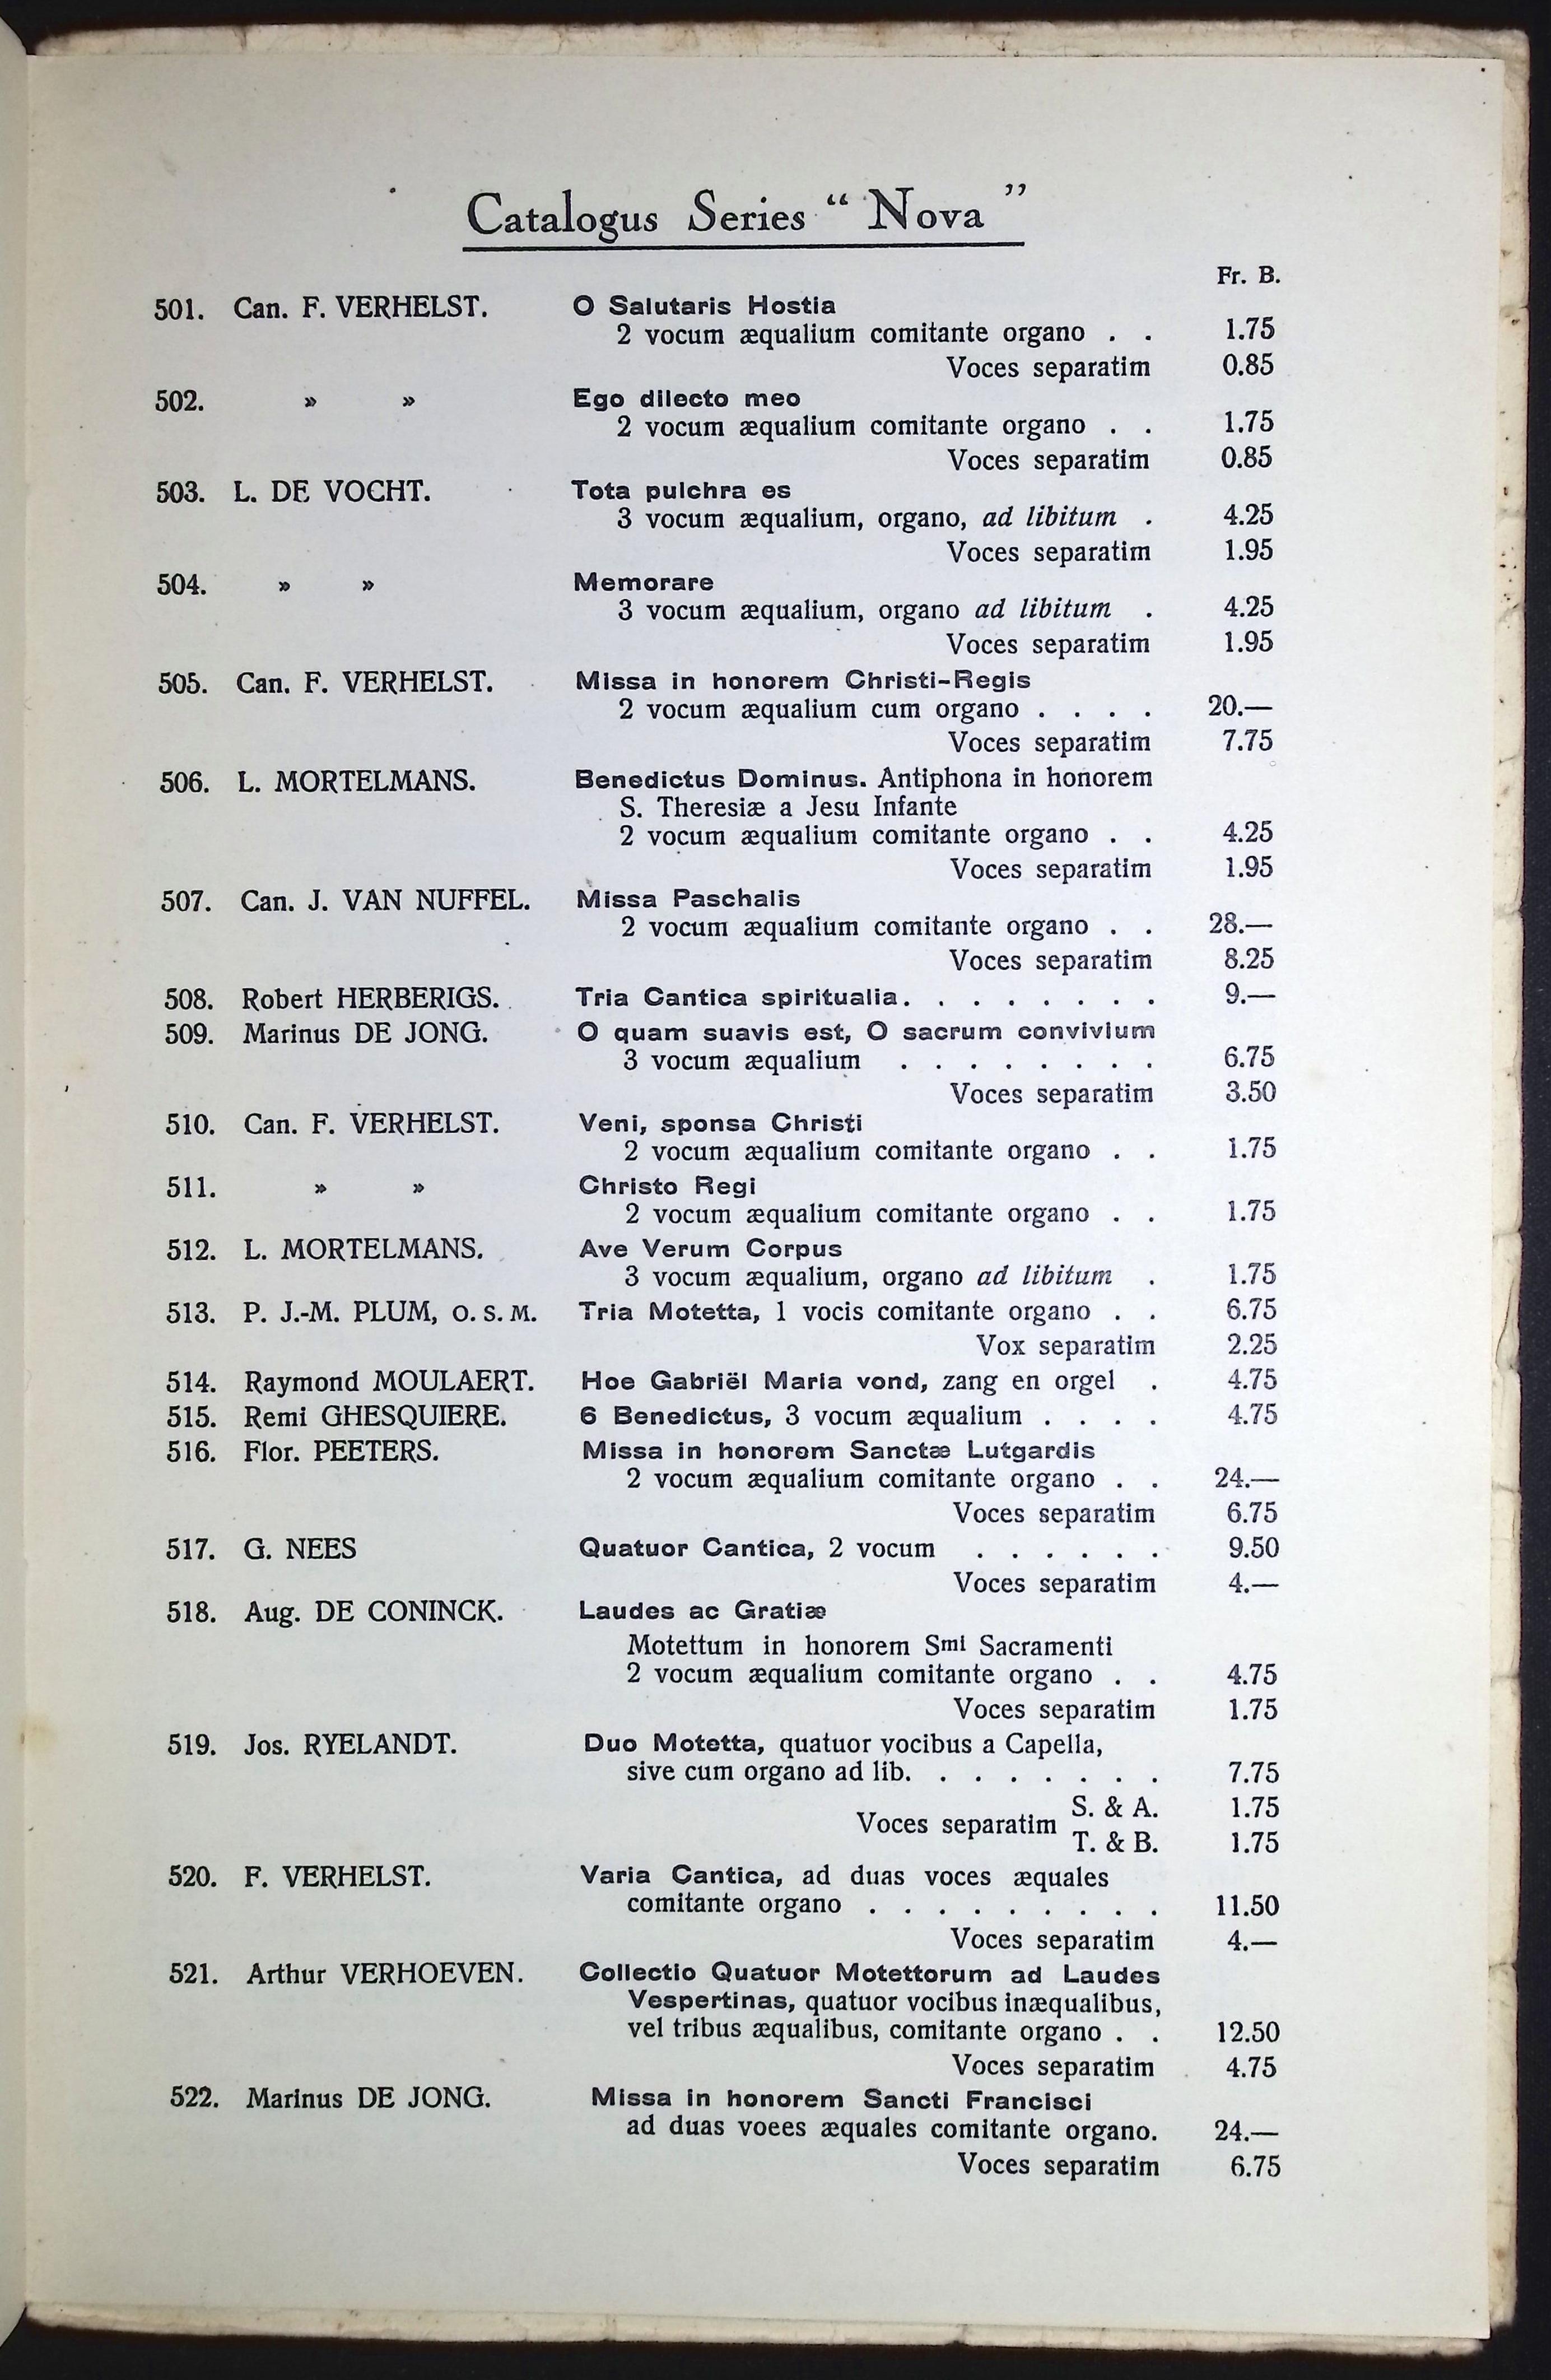 Catalogus Series “ Nova ”
Fr. B.
501. Can. F. VERHELST. O Salutaris Hostia
2 vocum æqualium comitante organo . . 1.75
Voces separatim 0.85
502. » » Ego dilecto meo
2 vocum æqualium comitante organo . . 1.75
Voces separatim 0.85
503. L. DE VOCHT. Tota pulchra es
3 vocum æqualium, organo, ad libitum . 4.25
Voces separatim 1.95
504. » » Memorare
3 vocum æqualium, organo ad libitum . 4.25
Voces separatim 1.95
505. Can. F. VERHELST. Missa in honorem Christi-Regis
2 vocum æqualium cum organo . . . . 20.—
Voces separatim 7.75
506. L. MORTELMANS. Benedictus Dominus. Antiphona in honorem
S. Theresiæ a Jesu Infante
2 vocum æqualium comitante organo . . 4.25
Voces separatim 1.95
507. Can. J. VAN NUFFEL. Missa Paschalis
2 vocum æqualium comitante organo . . 28.—
Voces separatim 8.25
508. Robert HERBERIGS. Tria Cantica spiritualia. . . . . . . . 9.—
509. Marinus DE JONG. O quam suavis est, O sacrum convivium
3 vocum æqualium . . . . . . . . 6.75
Voces separatim 3.50
510. Can. F. VERHELST. Veni, sponsa Christi
2 vocum æqualium comitante organo . . 1.75
511. » » Christo Regi
2 vocum æqualium comitante organo . . 1.75
512. L. MORTELMANS. Ave Verum Corpus
3 vocum æqualium, organo ad libitum . 1.75
513. P. J.-M. PLUM, O. S. M. Tria Motetta, 1 vocis comitante organo . . 6.75
Vox separatim 2.25
514. Raymond MOULAERT. Hoe Gabriël Maria vond, zang en orgel . 4.75
515. Remi GHESQUIERE. 6 Benedictus, 3 vocum æqualium . . . . 4.75
516. Flor. PEETERS. Missa in honorem Sanctæ Lutgardis
2 vocum æqualium comitante organo . . 24.—
Voces separatim 6.75
517. G. NEES Quatuor Cantica, 2 vocum . . . . . . 9.50
Voces separatim 4.—
518. Aug. DE CONINCK. Laudes ac Gratiæ
Motettum in honorem Smi Sacramenti
2 vocum æqualium comitante organo . . 4.75
Voces separatim 1.75
519. Jos. RYELANDT. Duo Motetta, quatuor vocibus a Capella,
sive cum organo ad lib. . . . . . . . 7.75
Voces separatim S. & A. 1.75
T. & B. 1.75
520. F. VERHELST. Varia Cantica, ad duas voces æquales
comitante organo . . . . . . . . . 11.50
Voces separatim 4.—
521. Arthur VERHOEVEN. Collectio Quatuor Motettorum ad Laudes
Vespertinas, quatuor vocibus inæqualibus,
vel tribus æqualibus, comitante organo . . 12.50
Voces separatim 4.75
522. Marinus DE JONG. Missa in honorem Sancti Francisci
ad duas voees æquales comitante organo. 24.—
Voces separatim 6.75